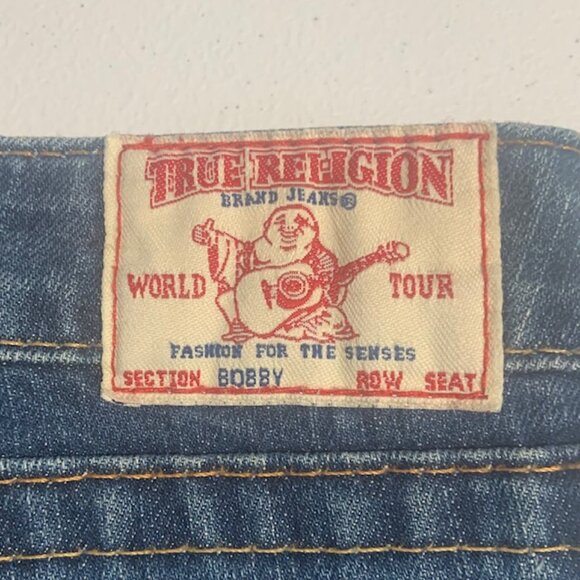 TRUE RELIGION
BRAND JEANS®
WORLD TOUR
FASHION FOR THE SENSES
SECTION BOBBY ROW SEAT